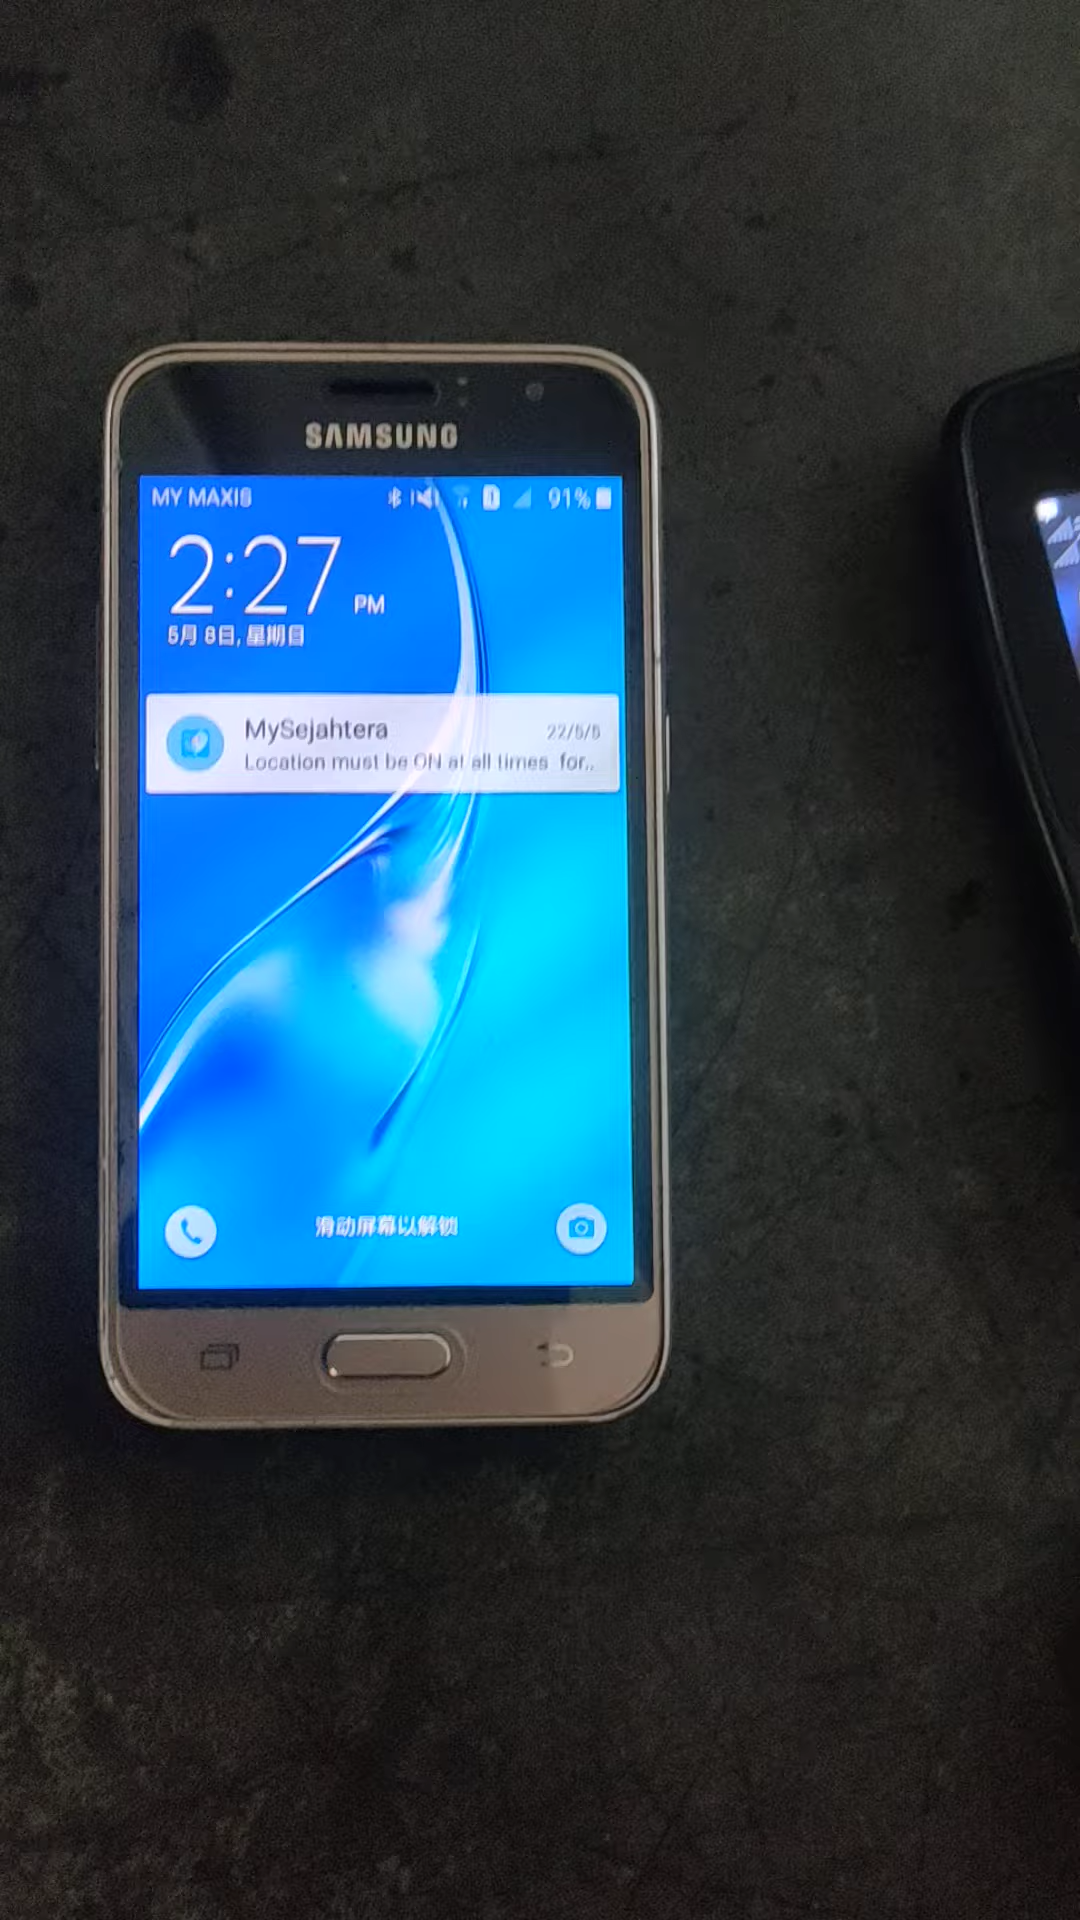 SAMSUNG
MY MAXIS
91%
2:27 PM
5月 8日, 星期日
MySejahtera
22/5/5
Location must be ON at all times for..
滑动屏幕以解锁